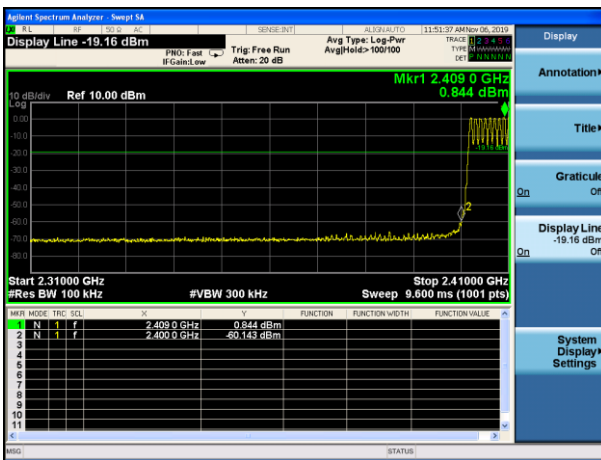 Agilent Spectrum Analyzer - Swept SA
RL RF 50 Ω AC SENSE:INT ALIGNAUTO 11:51:37 AM Nov 06, 2019
Display Line -19.16 dBm
PNO: Fast
IFGain:Low
Trig: Free Run
Atten: 20 dB
Avg Type: Log-Pwr
Avg|Hold>100/100
TRACE 1 2 3 4 5 6
TYPE M
DET P N N N N N
Mkr1 2.409 0 GHz
0.844 dBm
10 dB/div Ref 10.00 dBm
Log
0.00
-10.0
-19.16 dBm
-20.0
-30.0
-40.0
-50.0
2
-60.0
-70.0
-80.0
Start 2.31000 GHz Stop 2.41000 GHz
#Res BW 100 kHz #VBW 300 kHz Sweep 9.600 ms (1001 pts)
MKR MODE TRC SCL X Y FUNCTION FUNCTION WIDTH FUNCTION VALUE
1 N 1 f 2.409 0 GHz 0.844 dBm
2 N 1 f 2.400 0 GHz -60.143 dBm
3
4
5
6
7
8
9
10
11
MSG STATUS
Display
Annotation
Title
Graticule
On Off
Display Line
-19.16 dBm
On Off
System
Display
Settings